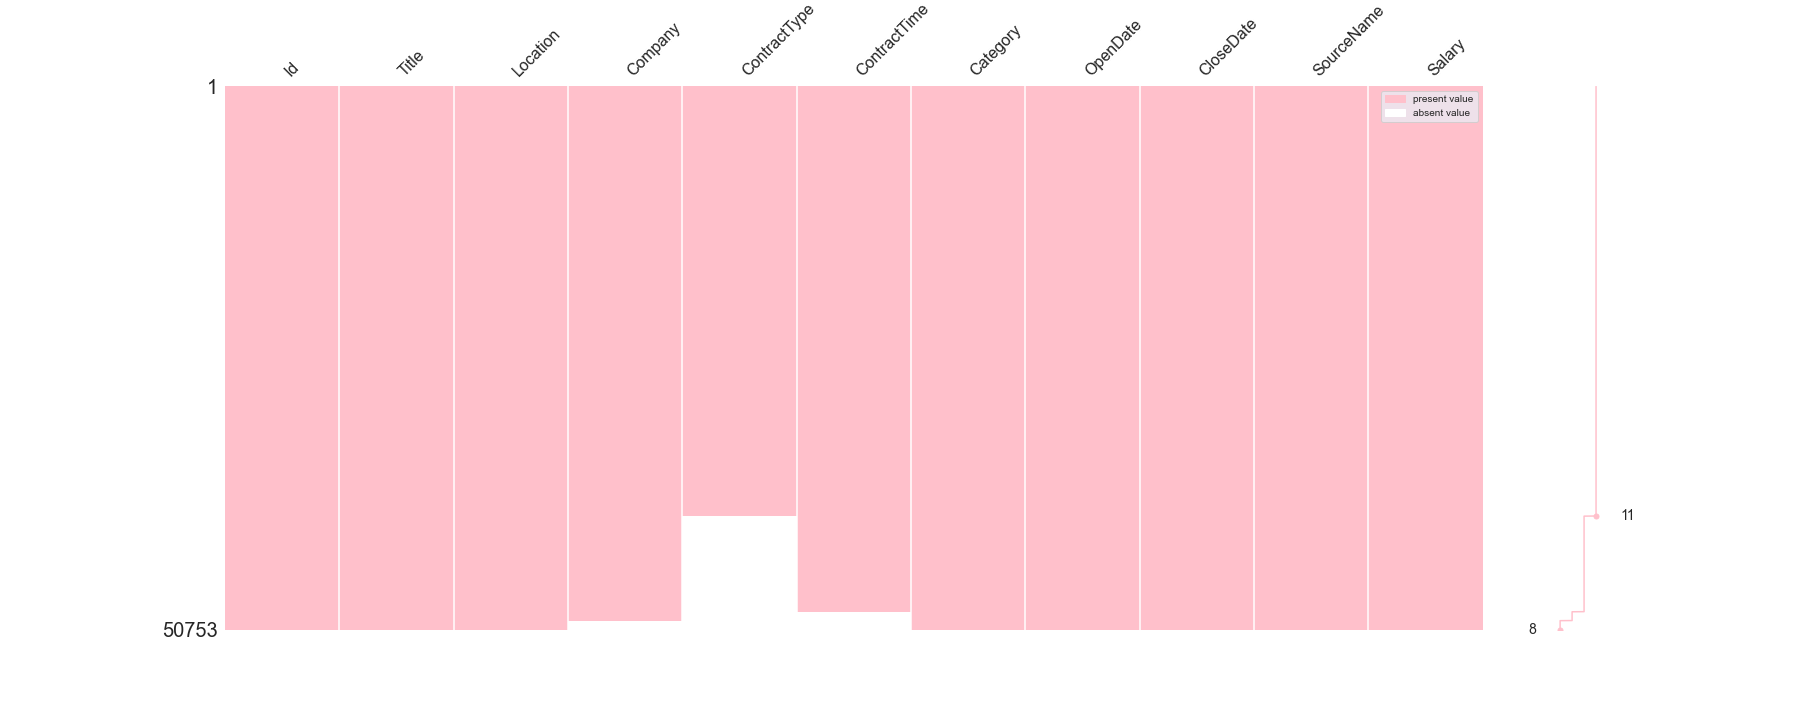 Id
Title
Location
Company
ContractType
ContractTime
Category
OpenDate
CloseDate
SourceName
Salary
1
present value
absent value
11
50753
8